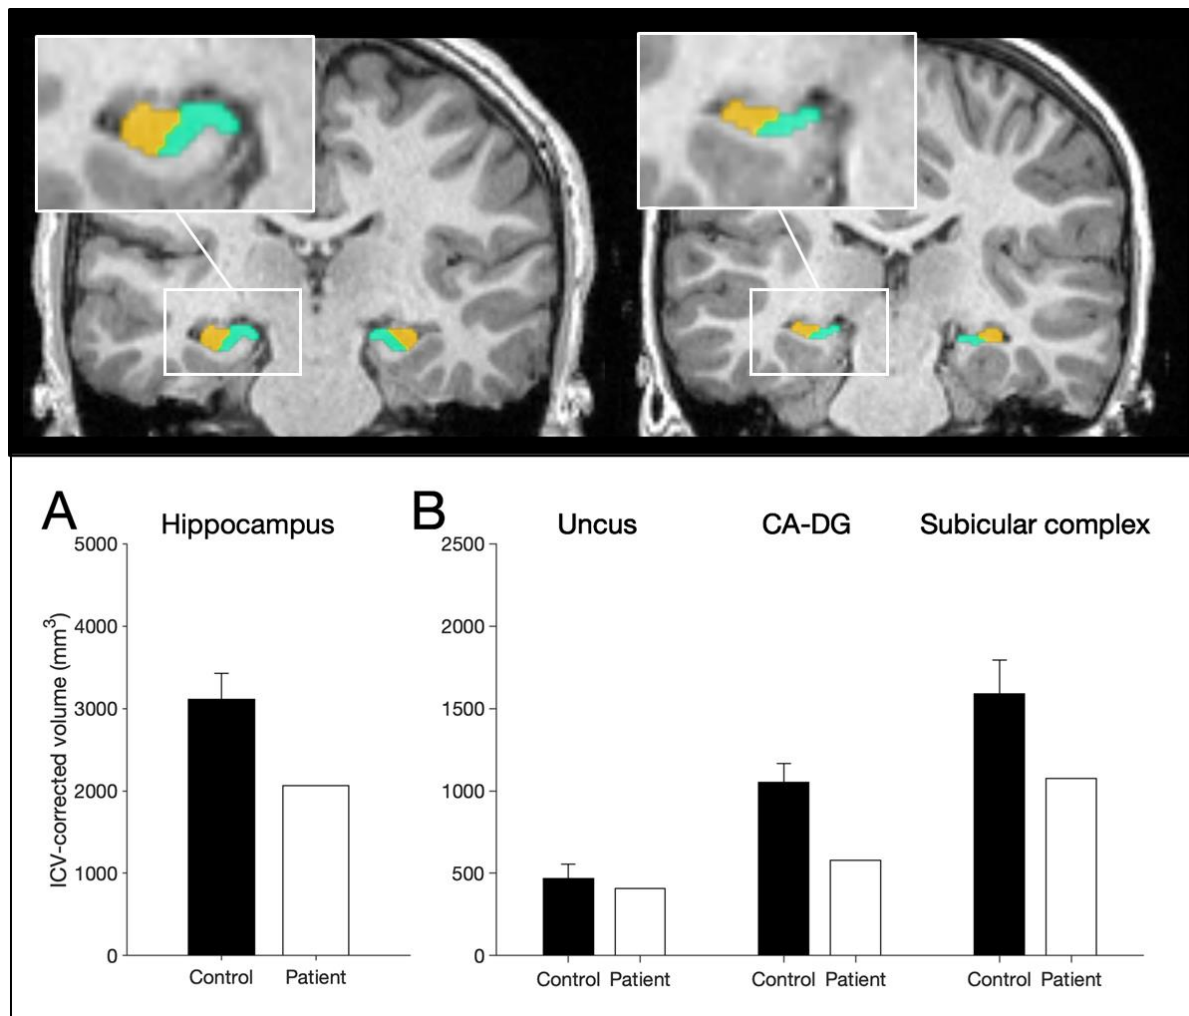 A
Hippocampus
5000
4000
3000
2000
1000
0
ICV-corrected volume (mm³)
Control Patient
B
Uncus CA-DG Subicular complex
2500
2000
1500
1000
500
0
Control Patient Control Patient Control Patient